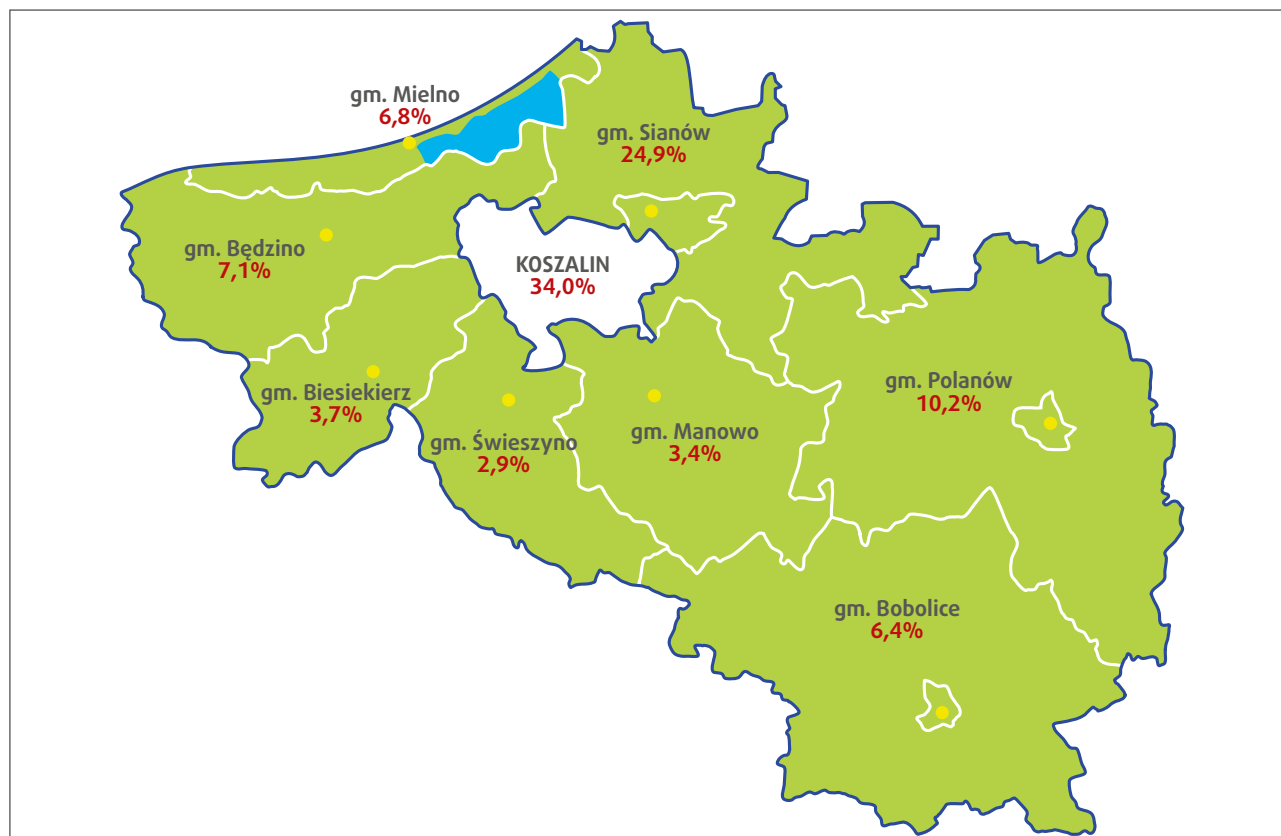 gm. Mielno
6,8%
gm. Sianów
24,9%
gm. Będzino
7,1%
KOSZALIN
34,0%
gm. Biesiekierz
3,7%
gm. Świeszyno
2,9%
gm. Manowo
3,4%
gm. Polanów
10,2%
gm. Bobolice
6,4%